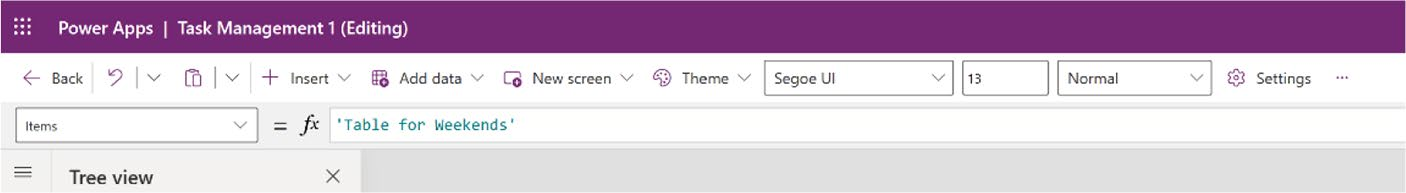 Power Apps | Task Management 1 (Editing)
Back Insert Add data New screen Theme Segoe UI 13 Normal Settings ...
Items = fx 'Table for Weekends'
Tree view